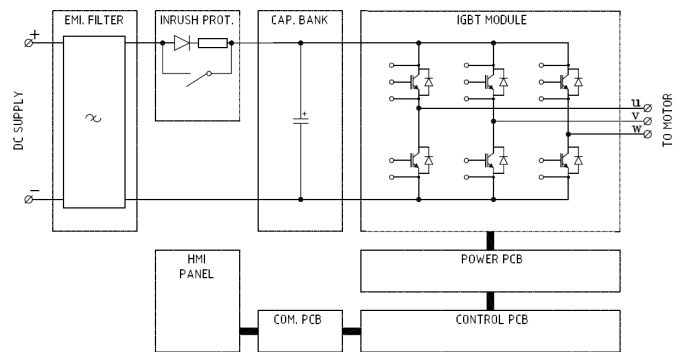 EMI. FILTER
INRUSH PROT.
CAP. BANK
IGBT MODULE
+
DC SUPPLY
−
+
u
v
w
TO MOTOR
HMI
PANEL
POWER PCB
COM. PCB
CONTROL PCB